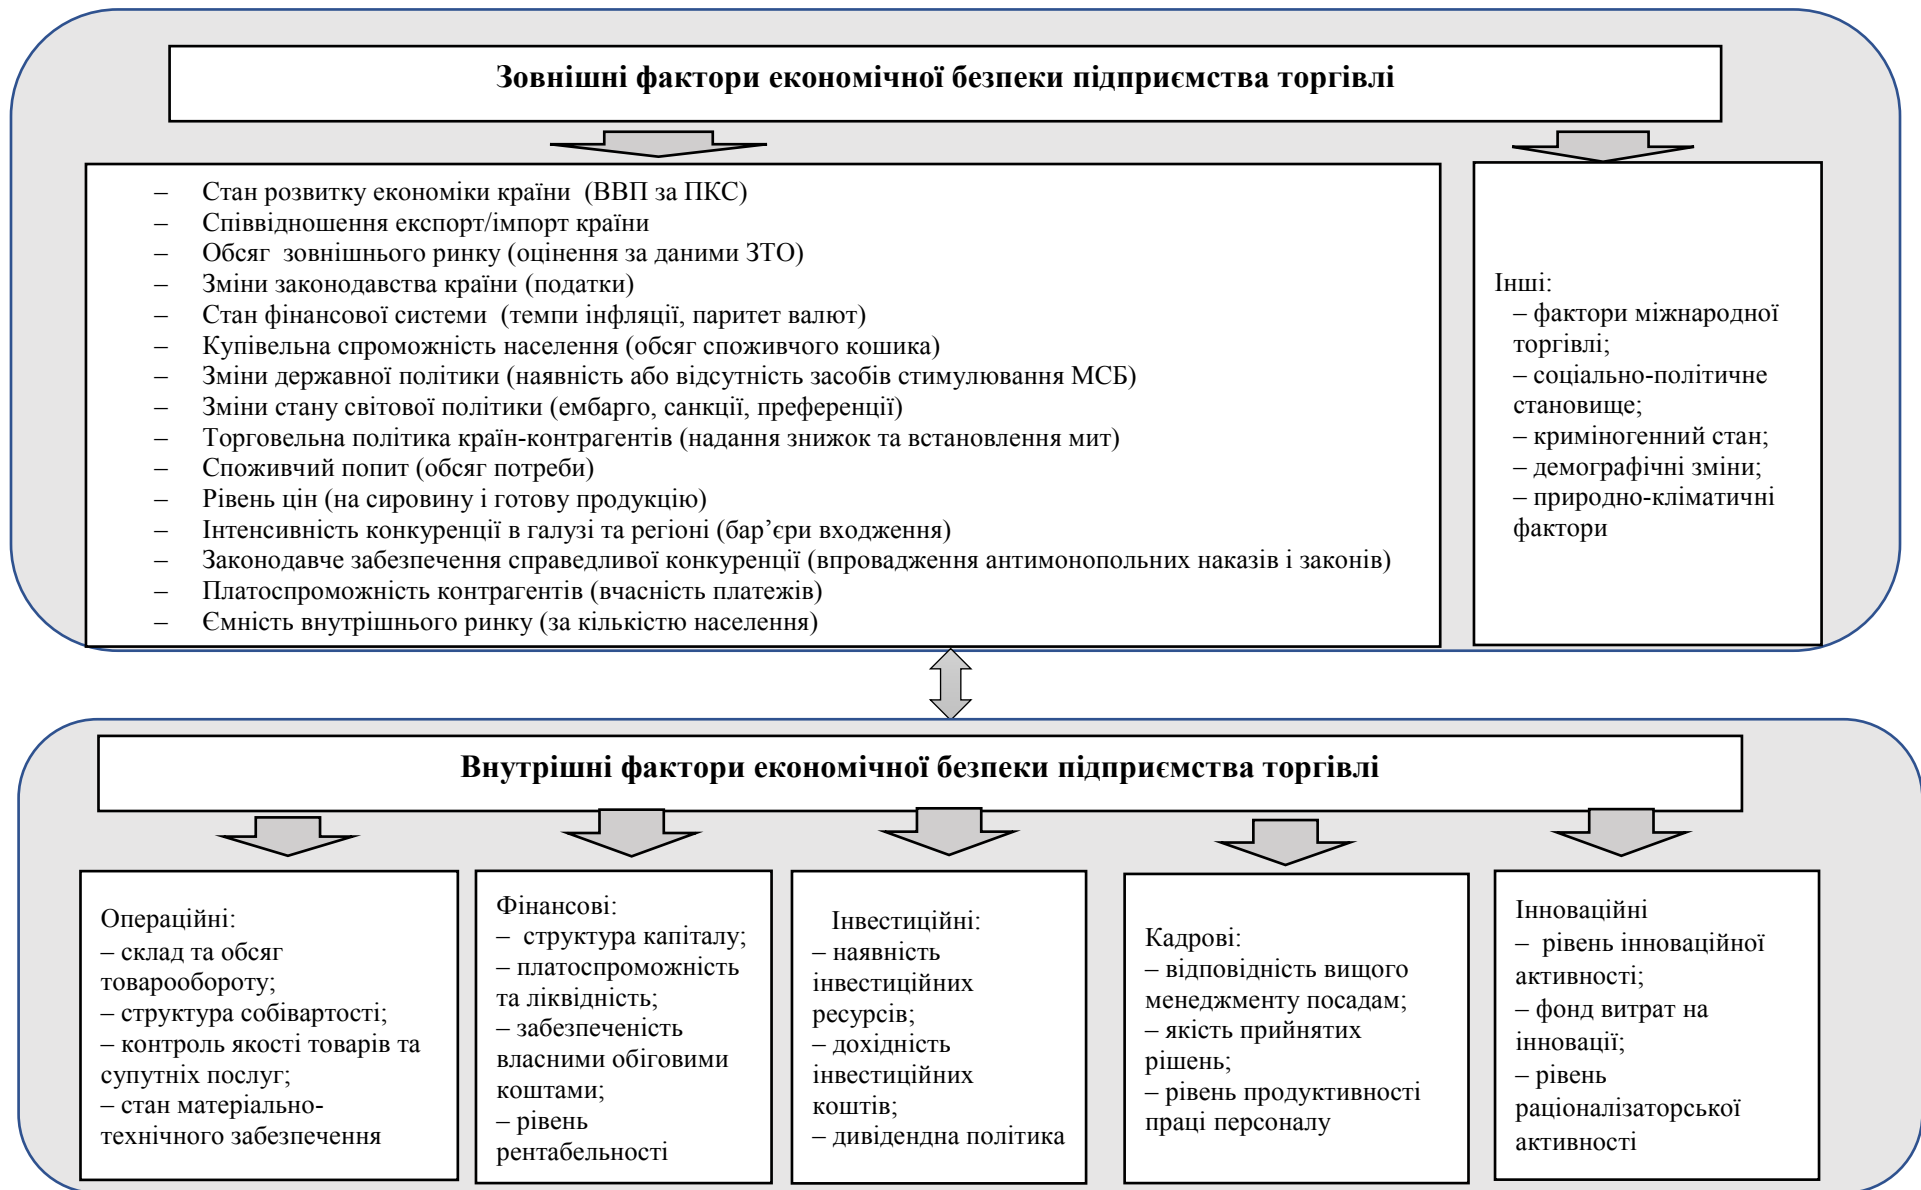 Зовнішні фактори економічної безпеки підприємства торгівлі
– Стан розвитку економіки країни (ВВП за ПКС)
– Співвідношення експорт/імпорт країни
– Обсяг зовнішнього ринку (оцінення за даними ЗТО)
– Зміни законодавства країни (податки)
– Стан фінансової системи (темпи інфляції, паритет валют)
– Купівельна спроможність населення (обсяг споживчого кошика)
– Зміни державної політики (наявність або відсутність засобів стимулювання МСБ)
– Зміни стану світової політики (ембарго, санкції, преференції)
– Торговельна політика країн-контрагентів (надання знижок та встановлення мит)
– Споживчий попит (обсяг потреби)
– Рівень цін (на сировину і готову продукцію)
– Інтенсивність конкуренції в галузі та регіоні (бар’єри входження)
– Законодавче забезпечення справедливої конкуренції (впровадження антимонопольних наказів і законів)
– Платоспроможність контрагентів (вчасність платежів)
– Ємність внутрішнього ринку (за кількістю населення)
Інші:
– фактори міжнародної
торгівлі;
– соціально-політичне
становище;
– криміногенний стан;
– демографічні зміни;
– природно-кліматичні
фактори
Внутрішні фактори економічної безпеки підприємства торгівлі
Операційні:
– склад та обсяг
товарообороту;
– структура собівартості;
– контроль якості товарів та
супутніх послуг;
– стан матеріально-
технічного забезпечення
Фінансові:
– структура капіталу;
– платоспроможність
та ліквідність;
– забезпеченість
власними обіговими
коштами;
– рівень
рентабельності
Інвестиційні:
– наявність
інвестиційних
ресурсів;
– дохідність
інвестиційних
коштів;
– дивідендна політика
Кадрові:
– відповідність вищого
менеджменту посадам;
– якість прийнятих
рішень;
– рівень продуктивності
праці персоналу
Інноваційні
– рівень інноваційної
активності;
– фонд витрат на
інновації;
– рівень
раціоналізаторської
активності